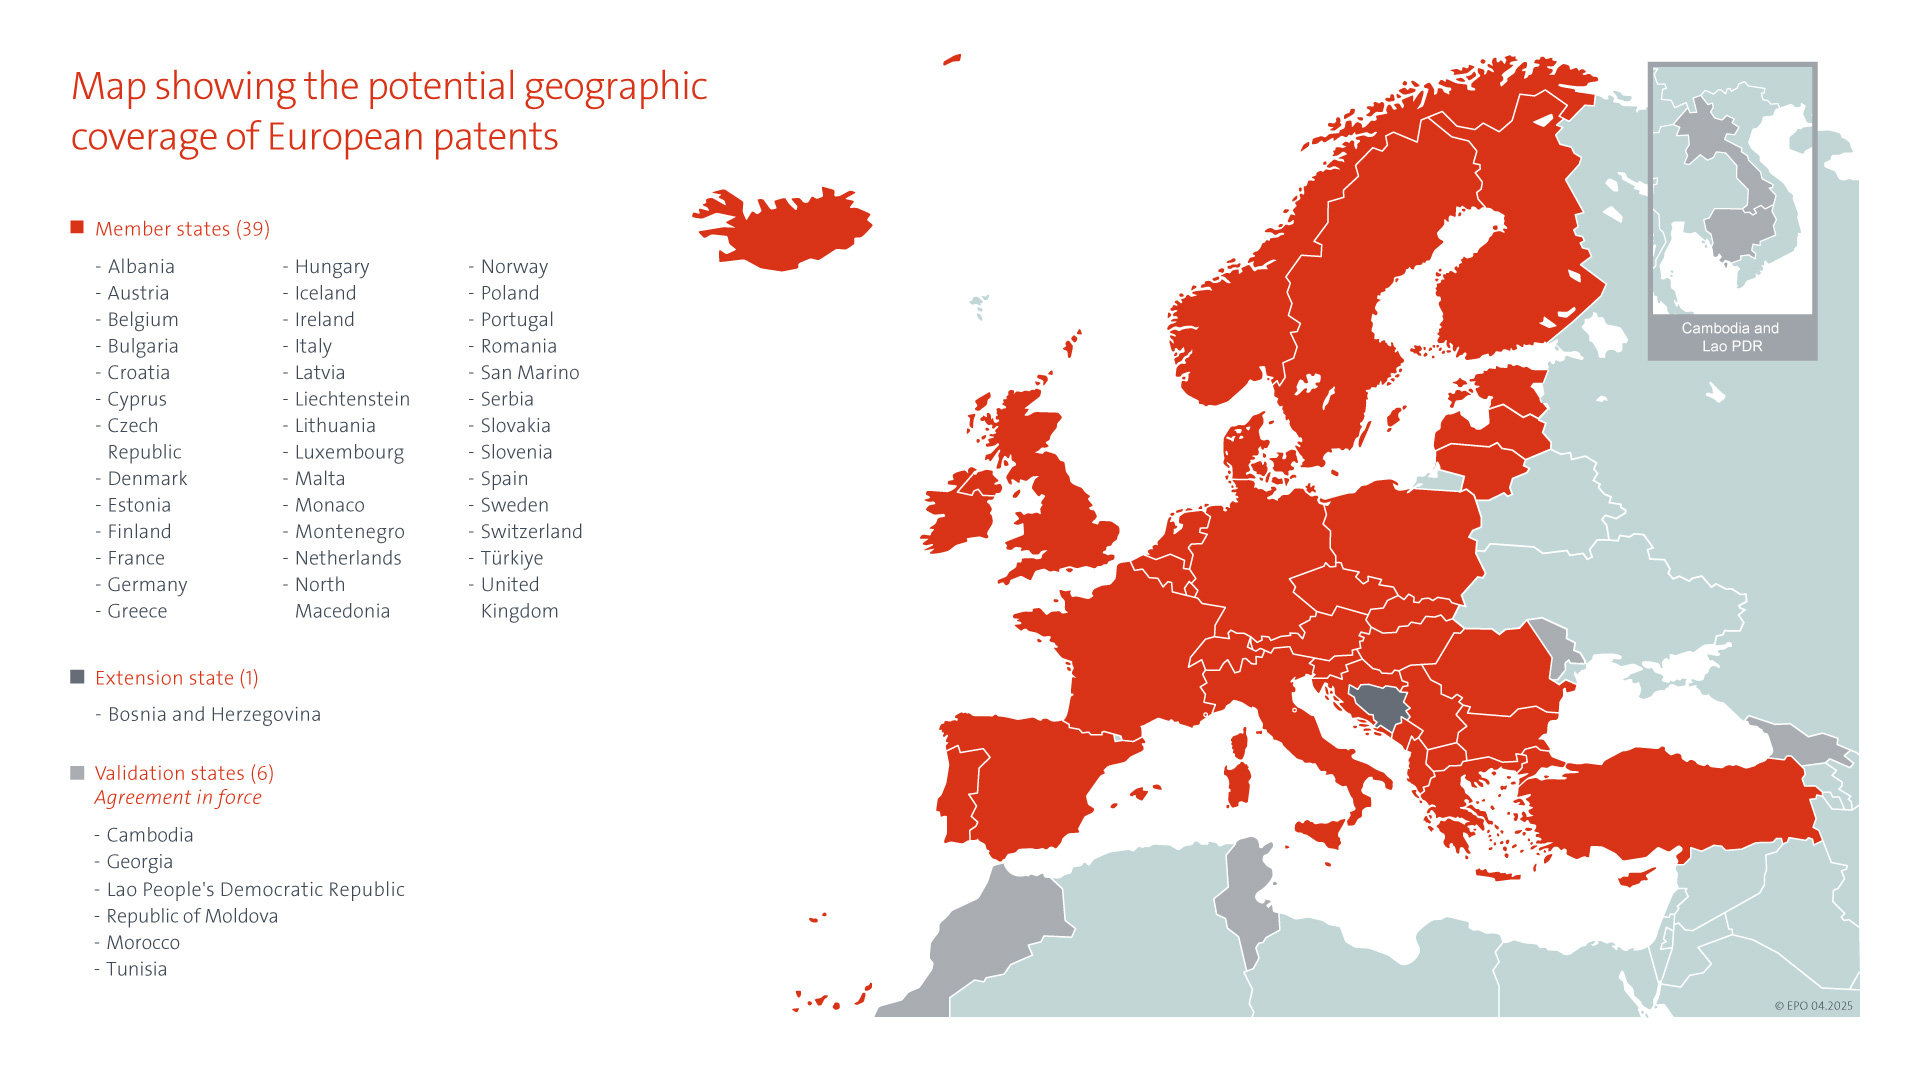 Map showing the potential geographic
coverage of European patents
Member states (39)
- Albania
- Austria
- Belgium
- Bulgaria
- Croatia
- Cyprus
- Czech
Republic
- Denmark
- Estonia
- Finland
- France
- Germany
- Greece
- Hungary
- Iceland
- Ireland
- Italy
- Latvia
- Liechtenstein
- Lithuania
- Luxembourg
- Malta
- Monaco
- Montenegro
- Netherlands
- North
Macedonia
- Norway
- Poland
- Portugal
- Romania
- San Marino
- Serbia
- Slovakia
- Slovenia
- Spain
- Sweden
- Switzerland
- Türkiye
- United
Kingdom
Extension state (1)
- Bosnia and Herzegovina
Validation states (6)
Agreement in force
- Cambodia
- Georgia
- Lao People's Democratic Republic
- Republic of Moldova
- Morocco
- Tunisia
Cambodia and
Lao PDR
© EPO 04.2025